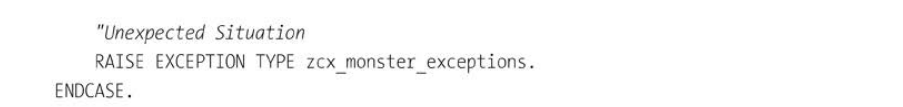 "Unexpected Situation
RAISE EXCEPTION TYPE zcx_monster_exceptions.
ENDCASE.